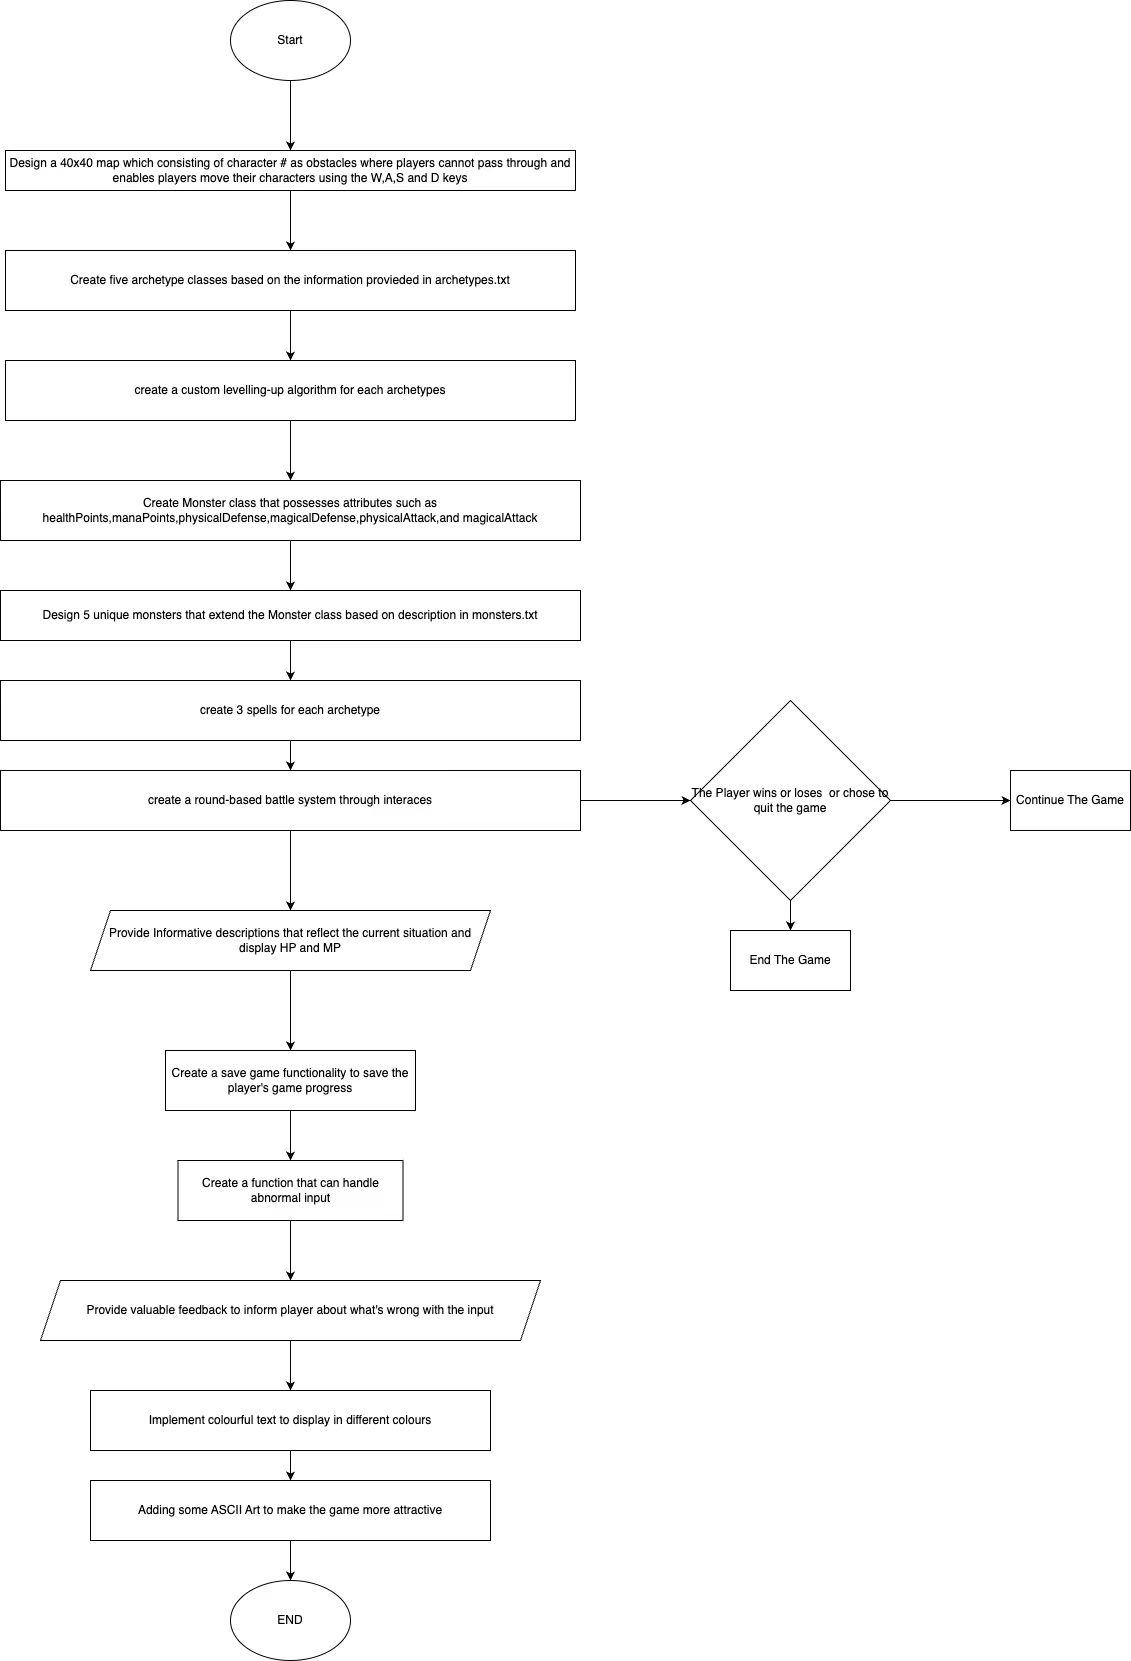 Start
Design a 40x40 map which consisting of character # as obstacles where players cannot pass through and
enables players move their characters using the W,A,S and D keys
Create five archetype classes based on the information provieded in archetypes.txt
create a custom levelling-up algorithm for each archetypes
Create Monster class that possesses attributes such as
healthPoints,manaPoints,physicalDefense,magicalDefense,physicalAttack,and magicalAttack
Design 5 unique monsters that extend the Monster class based on description in monsters.txt
create 3 spells for each archetype
create a round-based battle system through interaces
The Player wins or loses  or chose to
quit the game
Continue The Game
End The Game
Provide Informative descriptions that reflect the current situation and
display HP and MP
Create a save game functionality to save the
player's game progress
Create a function that can handle
abnormal input
Provide valuable feedback to inform player about what's wrong with the input
Implement colourful text to display in different colours
Adding some ASCII Art to make the game more attractive
END